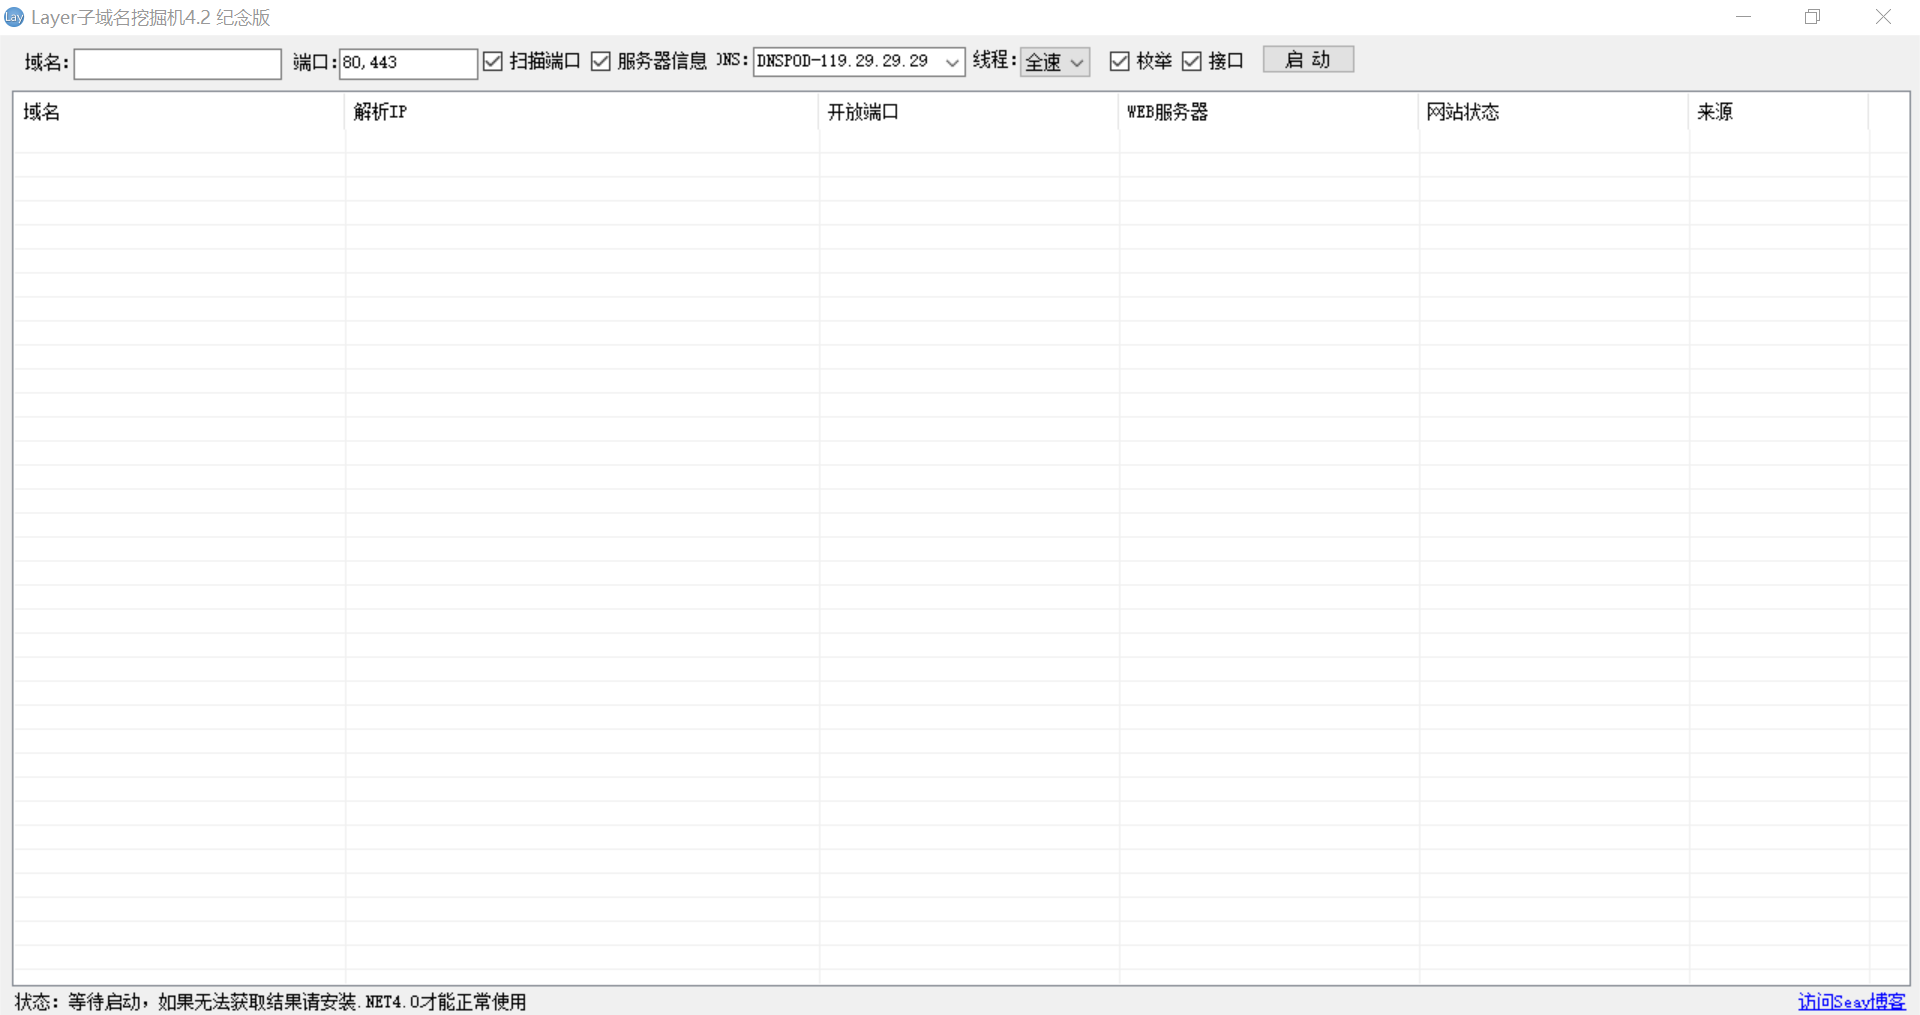 Lay Layer子域名挖掘机4.2 纪念版
域名: 端口: 80,443 扫描端口 服务器信息 DNS: DNSPOD-119.29.29.29 线程: 全速 枚举 接口 启 动
域名 解析IP 开放端口 WEB服务器 网站状态 来源
状态: 等待启动，如果无法获取结果请安装.NET4.0才能正常使用 访问Seay博客